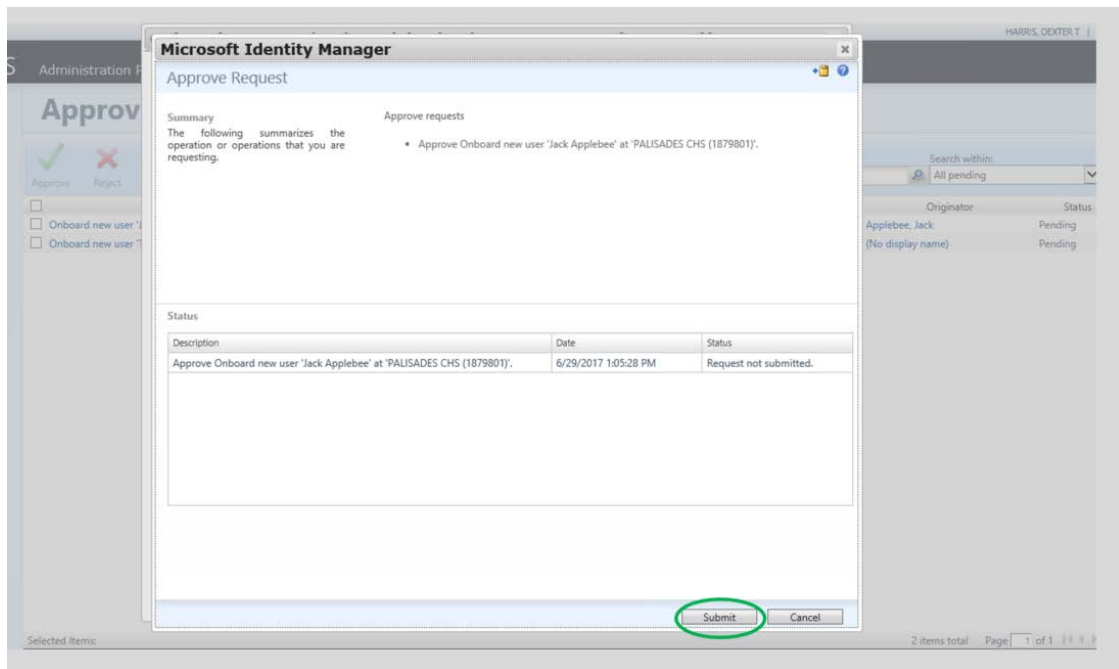 HARRIS, DEXTER T |
Microsoft Identity Manager
Administration P
Approve Request
Approv
Summary
The following summarizes the
operation or operations that you are
requesting.
Approve requests
• Approve Onboard new user 'Jack Applebee' at 'PALISADES CHS (1879801)'.
Approve Reject
Search within:
All pending
Originator Status
Onboard new user 'J
Applebee, Jack Pending
Onboard new user 'T
(No display name) Pending
Status
Description Date Status
Approve Onboard new user 'Jack Applebee' at 'PALISADES CHS (1879801)'. 6/29/2017 1:05:28 PM Request not submitted.
Submit Cancel
Selected Items:
2 items total Page 1 of 1